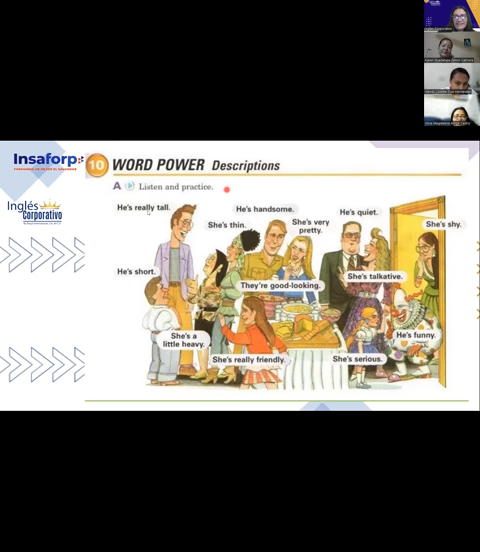 Insaforp
Inglés
Corporativo
10 WORD POWER Descriptions
A Listen and practice.
He's really tall.
He's handsome.
He's quiet.
She's thin.
She's very
pretty.
She's shy.
He's short.
She's talkative.
They're good-looking.
She's a
little heavy.
He's funny.
She's really friendly.
She's serious.